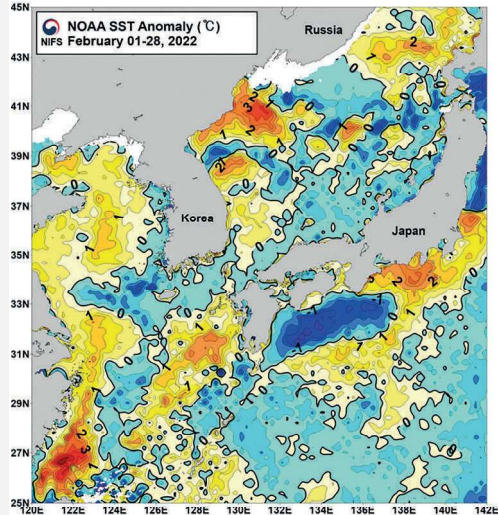 NOAA SST Anomaly (℃)
NIFS February 01-28, 2022
45N
43N
41N
39N
37N
35N
33N
31N
29N
27N
25N
Russia
Korea
Japan
120E 122E 124E 126E 128E 130E 132E 134E 136E 138E 140E 142E